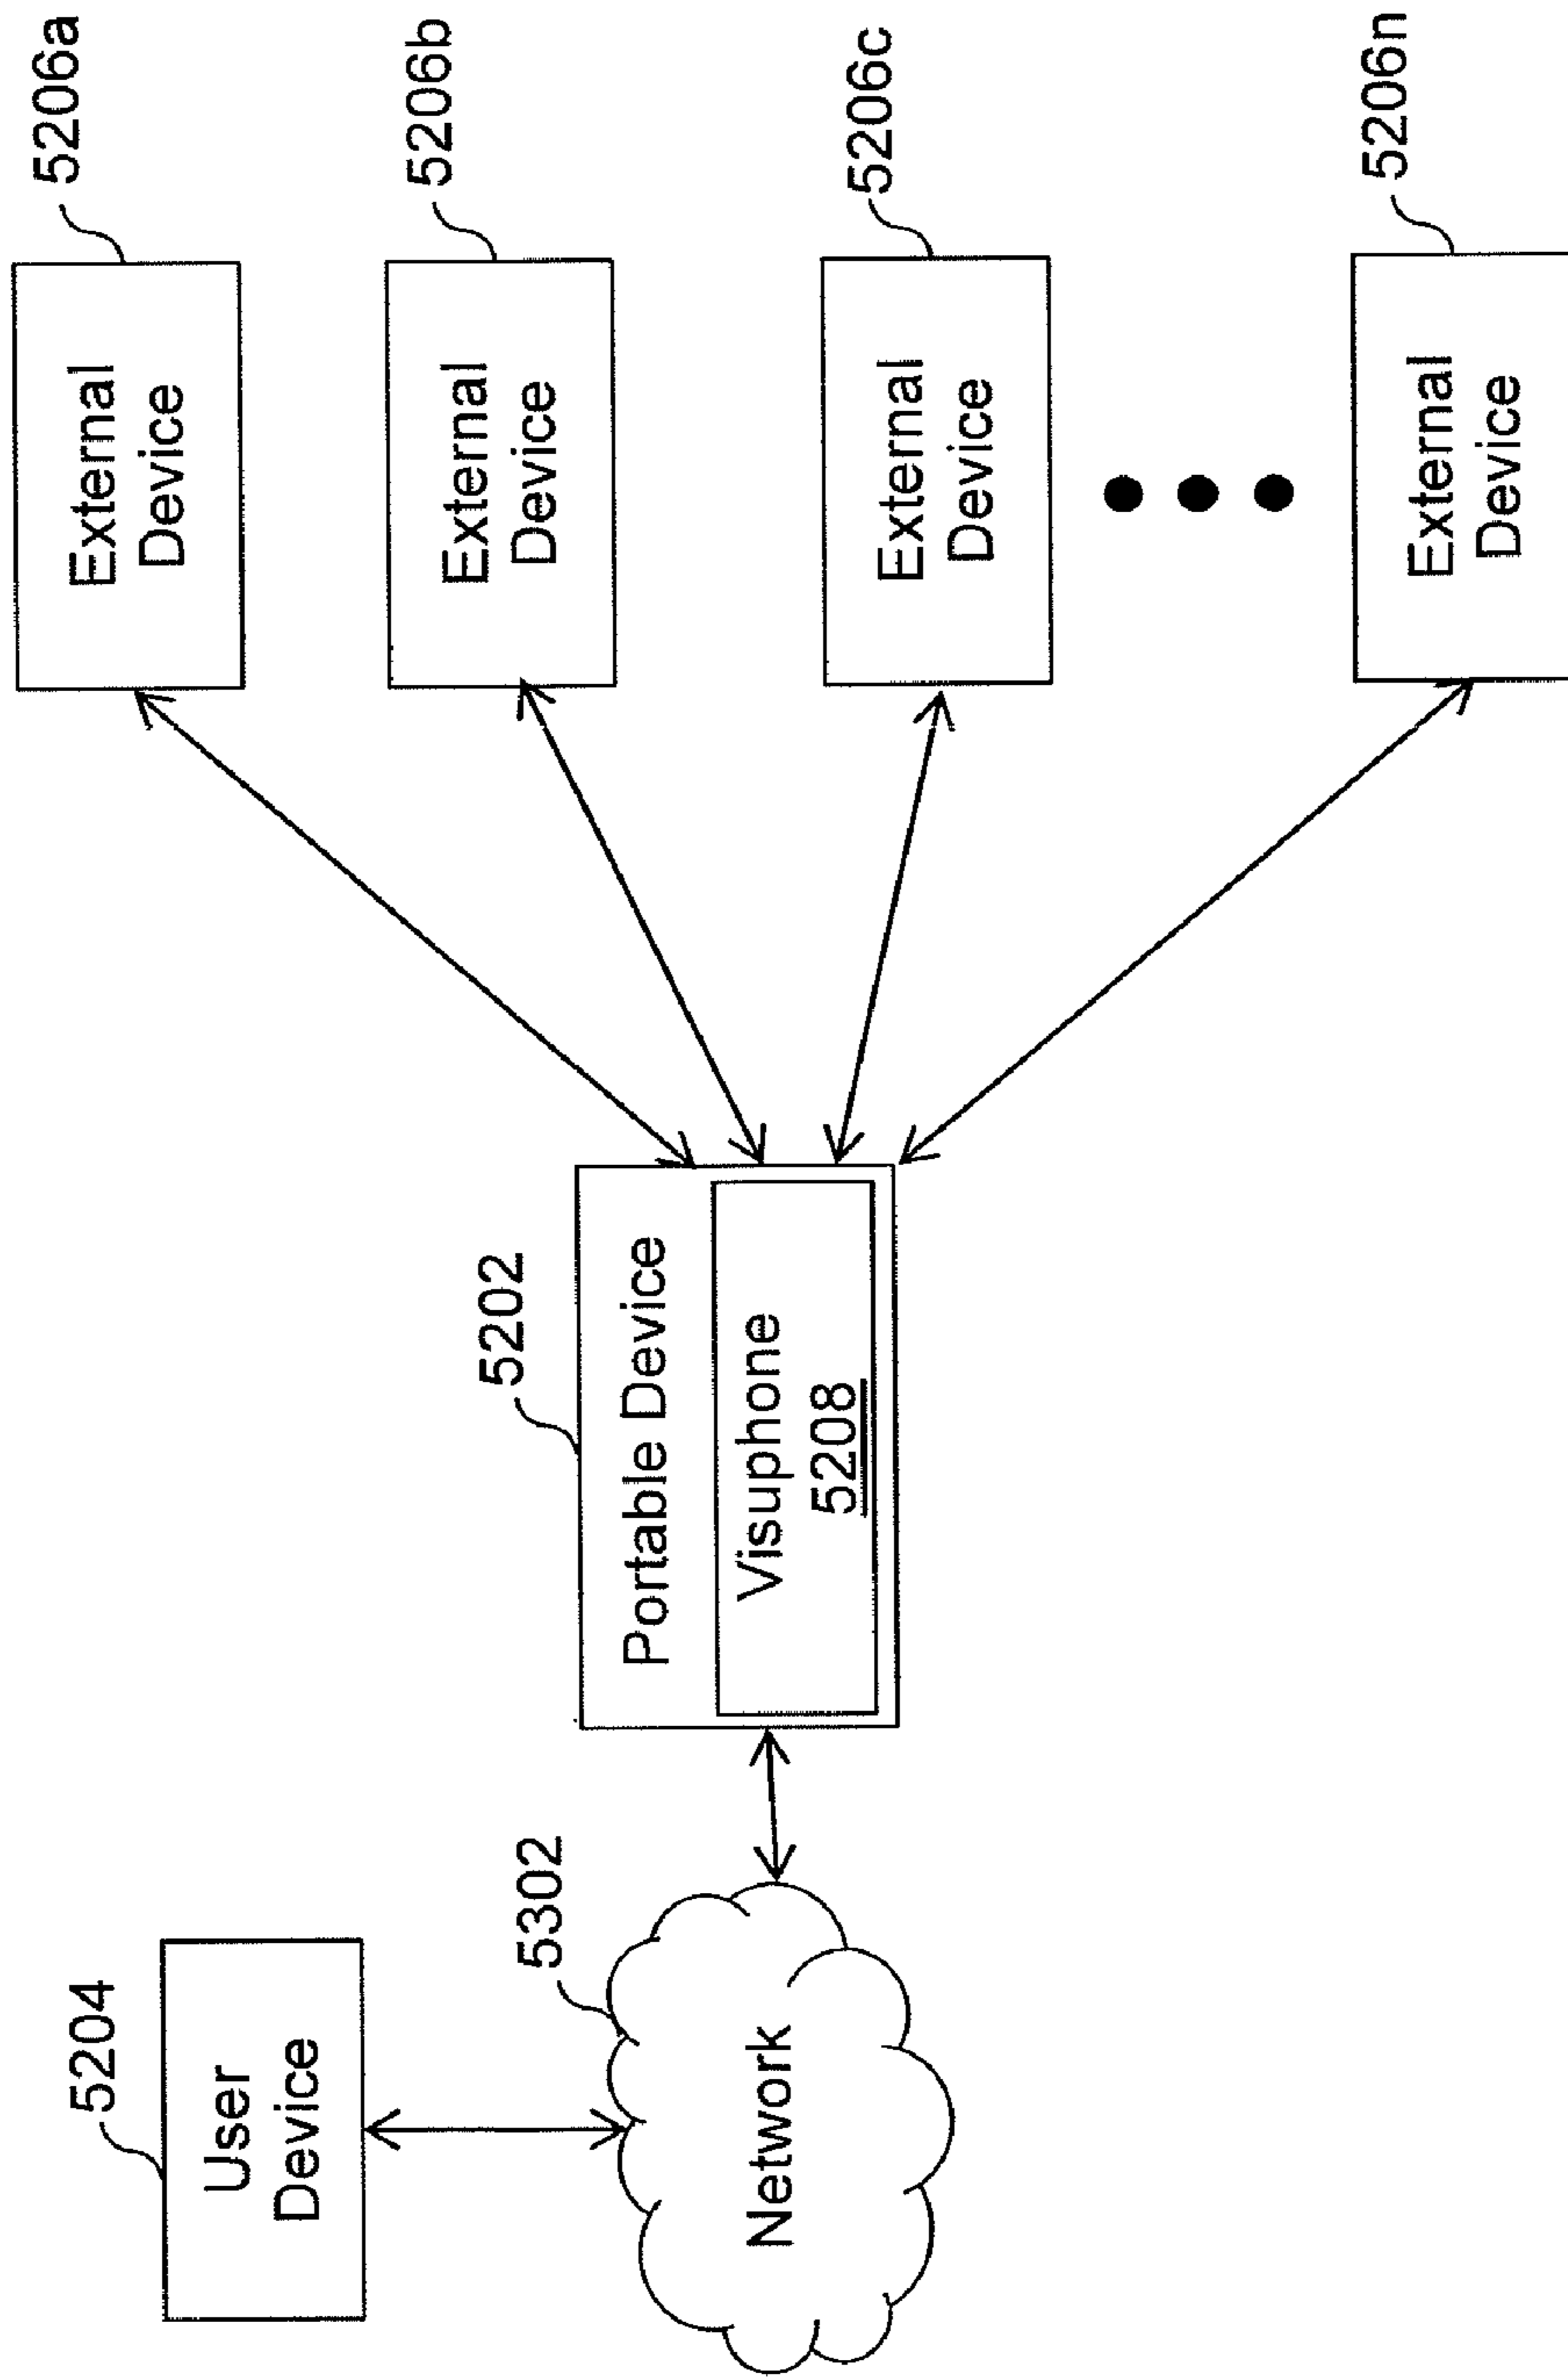 5204
User
Device
5302
Network
5202
Portable Device
Visuphone
5208
5206a
External
Device
5206b
External
Device
5206c
External
Device
5206n
External
Device